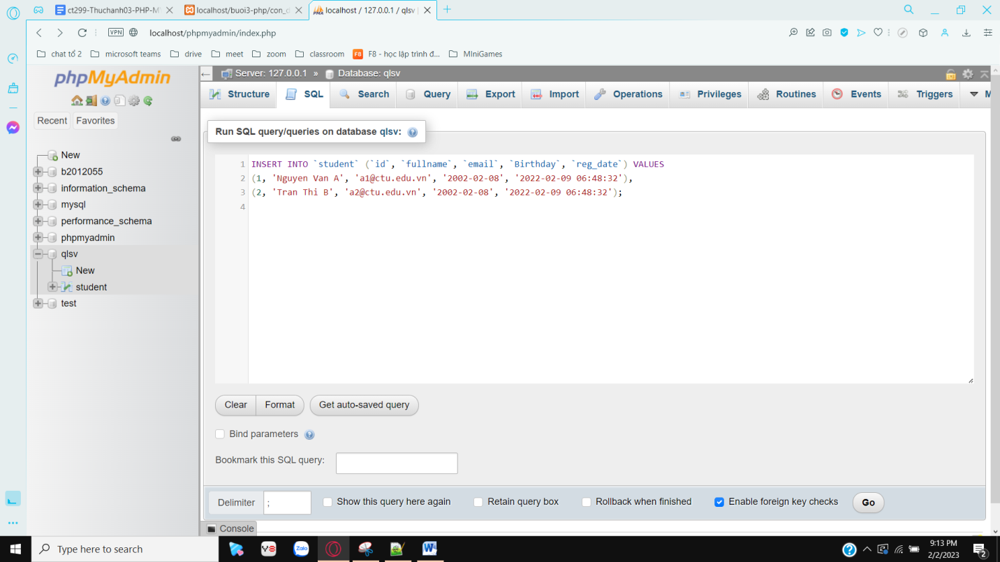 ct299-Thuchanh03-PHP-M
localhost/buoi3-php/con_d
localhost / 127.0.0.1 / qlsv |
VPN
localhost/phpmyadmin/index.php
chat tổ 2
microsoft teams
drive
meet
zoom
classroom
F8
F8 - học lập trình đ...
MIniGames
phpMyAdmin
Recent
Favorites
New
b2012055
information_schema
mysql
performance_schema
phpmyadmin
qlsv
New
student
test
Server: 127.0.0.1 » Database: qlsv
Structure
SQL
Search
Query
Export
Import
Operations
Privileges
Routines
Events
Triggers
M
Run SQL query/queries on database qlsv:
1 INSERT INTO `student` (`id`, `fullname`, `email`, `Birthday`, `reg_date`) VALUES
2 (1, 'Nguyen Van A', 'a1@ctu.edu.vn', '2002-02-08', '2022-02-09 06:48:32'),
3 (2, 'Tran Thi B', 'a2@ctu.edu.vn', '2002-02-08', '2022-02-09 06:48:32');
4
Clear
Format
Get auto-saved query
Bind parameters
Bookmark this SQL query:
Delimiter
;
Show this query here again
Retain query box
Rollback when finished
Enable foreign key checks
Go
Console
Type here to search
Zalo
9:13 PM
2/2/2023
2